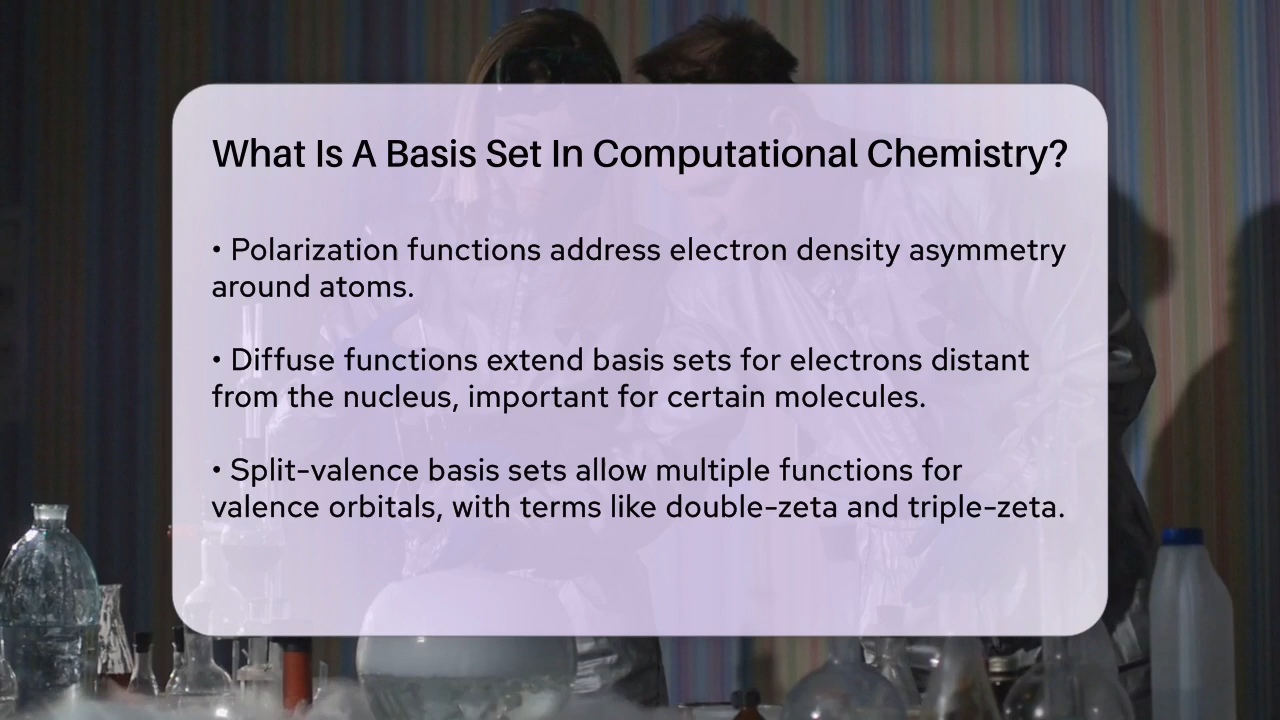 What Is A Basis Set In Computational Chemistry?
• Polarization functions address electron density asymmetry
around atoms.
• Diffuse functions extend basis sets for electrons distant
from the nucleus, important for certain molecules.
• Split-valence basis sets allow multiple functions for
valence orbitals, with terms like double-zeta and triple-zeta.